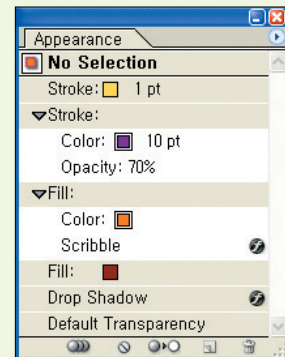 Appearance
No Selection
Stroke: 1 pt
Stroke:
Color: 10 pt
Opacity: 70%
Fill:
Color:
Scribble
Fill:
Drop Shadow
Default Transparency